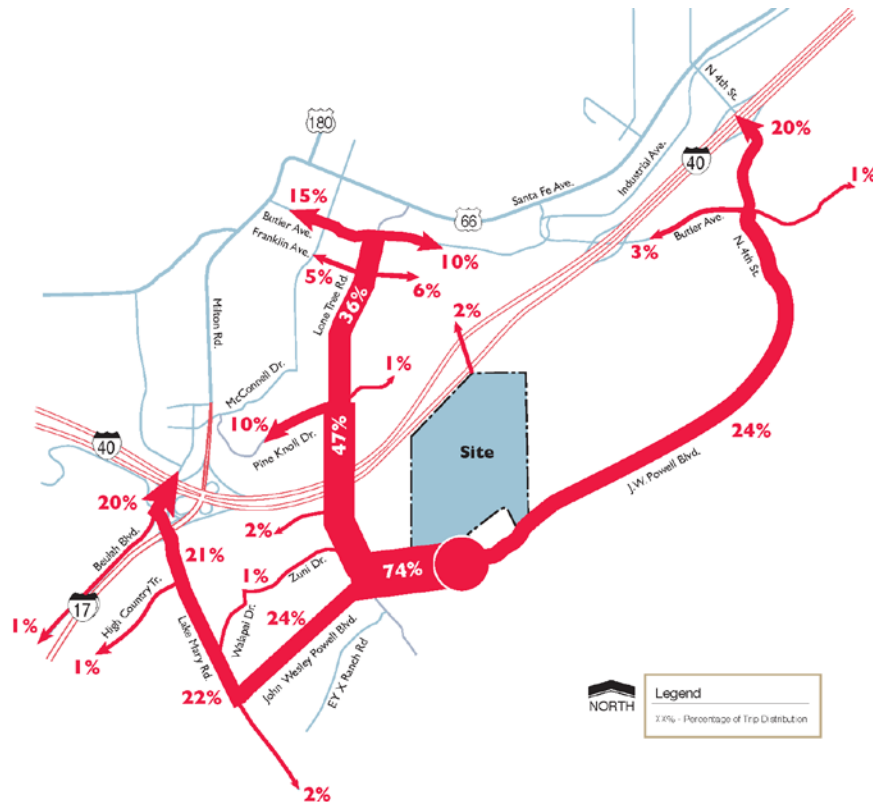 N 4th St.
180
20%
40
Industrial Ave.
Santa Fe Ave.
1%
15%
66
Butler Ave.
Franklin Ave.
Butler Ave.
3%
10%
5%
6%
N 4th St.
Lone Tree Rd.
36%
2%
Milton Rd.
1%
McConnell Dr.
10%
47%
Pine Knoll Dr.
24%
40
Site
J.W. Powell Blvd.
20%
2%
Beulah Blvd.
21%
Zuni Dr.
74%
1%
17
High Country Tr.
24%
Walapai Dr.
1%
1%
Lake Mary Rd.
John Wesley Powell Blvd.
EY X Ranch Rd
22%
NORTH
Legend
XX% - Percentage of Trip Distribution
2%